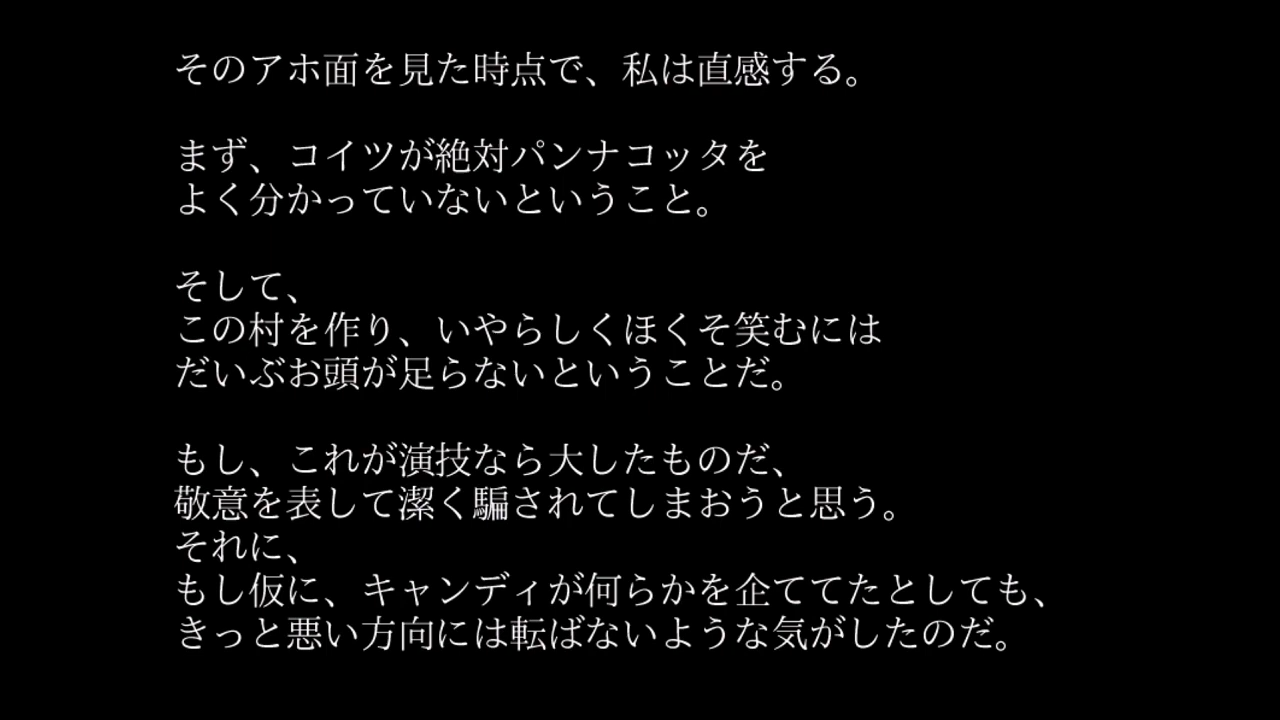 そのアホ面を見た時点で、私は直感する。
まず、コイツが絶対パンナコッタを
よく分かっていないということ。
そして、
この村を作り、いやらしくほくそ笑むには
だいぶお頭が足らないということだ。
もし、これが演技なら大したものだ、
敬意を表して潔く騙されてしまおうと思う。
それに、
もし仮に、キャンディが何らかを企ててたとしても、
きっと悪い方向には転ばないような気がしたのだ。